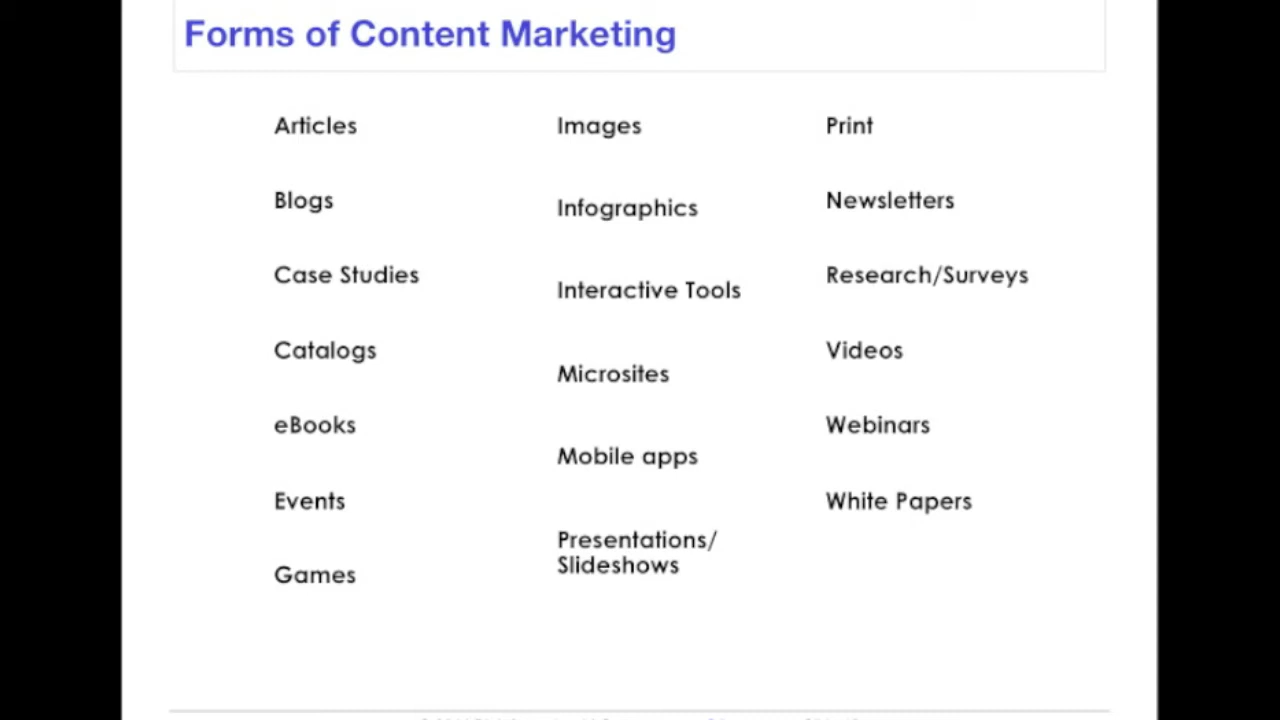 Forms of Content Marketing
Articles
Blogs
Case Studies
Catalogs
eBooks
Events
Games
Images
Infographics
Interactive Tools
Microsites
Mobile apps
Presentations/
Slideshows
Print
Newsletters
Research/Surveys
Videos
Webinars
White Papers